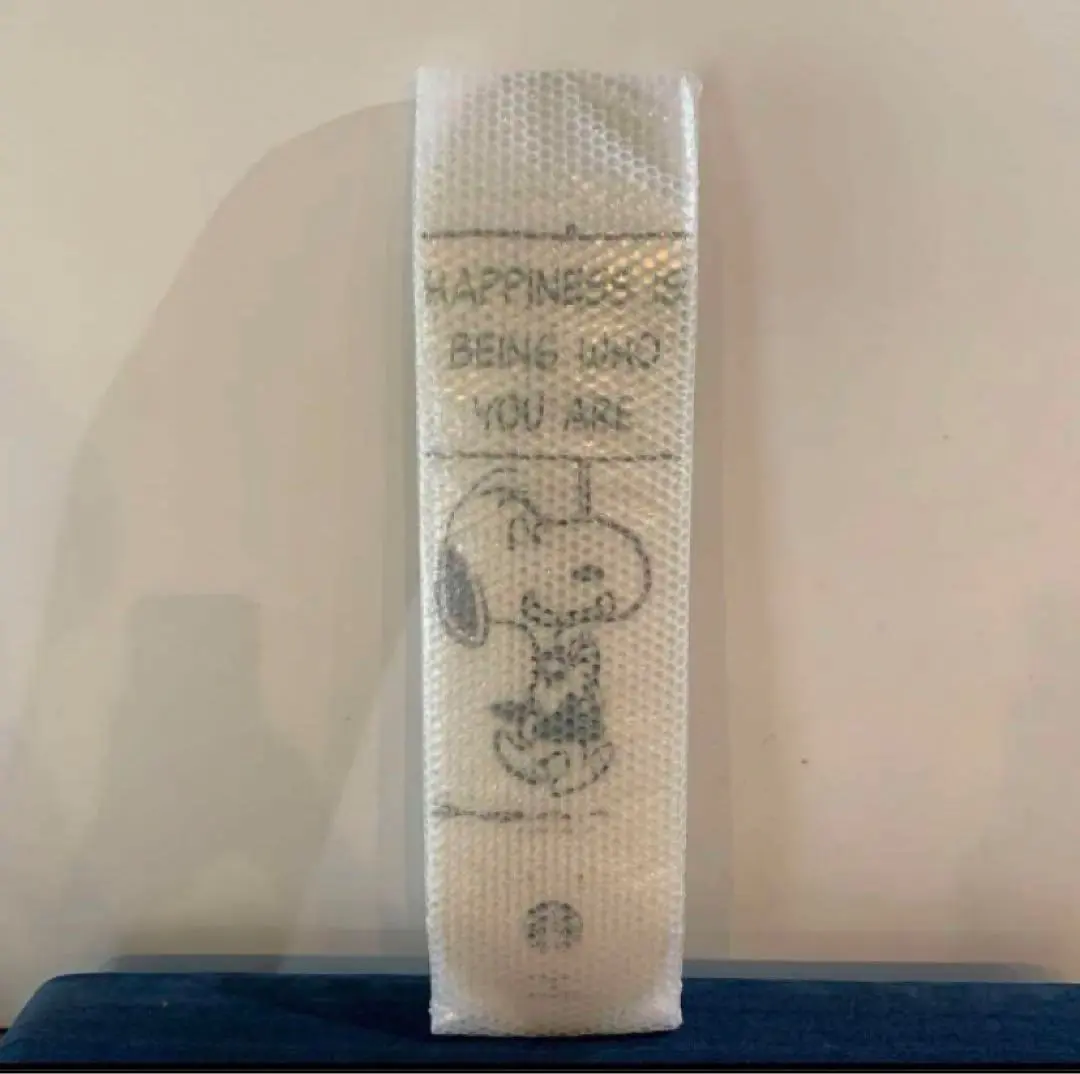 HAPPINESS IS
BEING WHO
YOU ARE